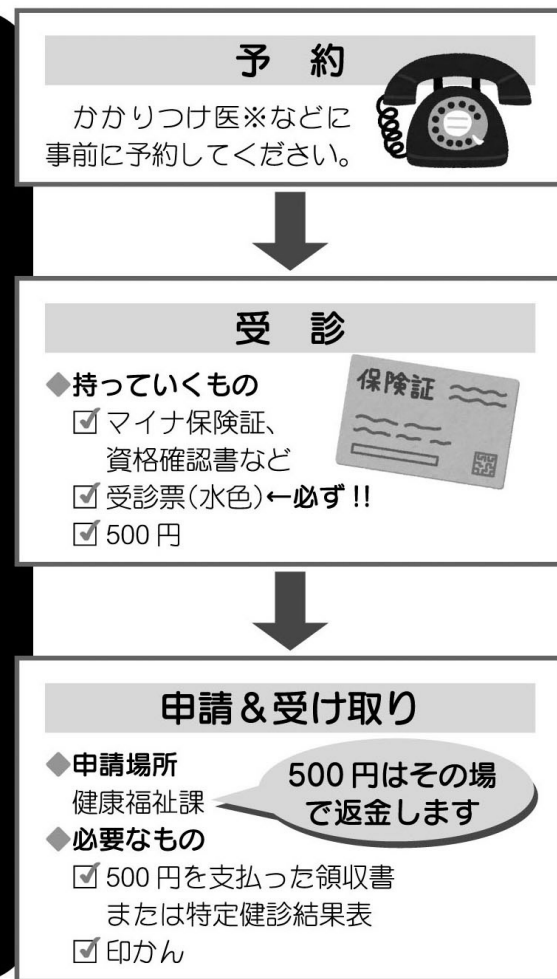 予 約
かかりつけ医※などに
事前に予約してください。
受 診
◆持っていくもの
☑マイナ保険証、
資格確認書など
☑受診票(水色)←必ず!!
☑500円
保険証
申請&受け取り
◆申請場所
健康福祉課
500円はその場
で返金します
◆必要なもの
☑500円を支払った領収書
または特定健診結果表
☑印かん